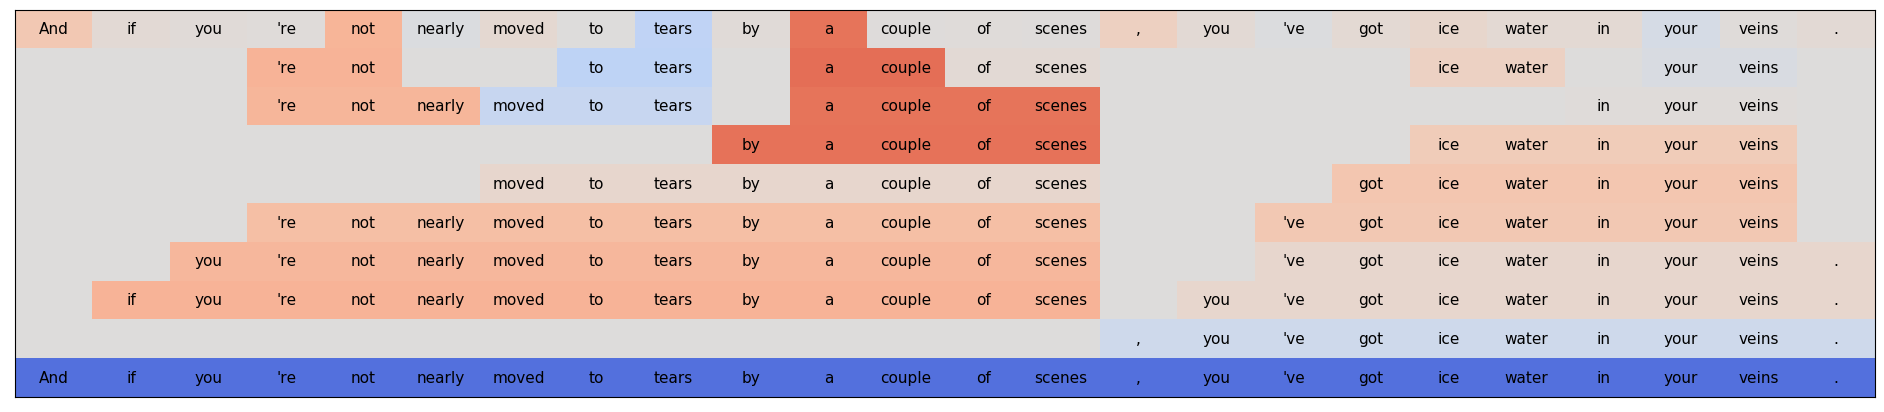 And if you 're not nearly moved to tears by a couple of scenes , you 've got ice water in your veins .
're not to tears a couple of scenes ice water your veins
're not nearly moved to tears a couple of scenes in your veins
by a couple of scenes ice water in your veins
moved to tears by a couple of scenes got ice water in your veins
're not nearly moved to tears by a couple of scenes 've got ice water in your veins
you 're not nearly moved to tears by a couple of scenes 've got ice water in your veins .
if you 're not nearly moved to tears by a couple of scenes you 've got ice water in your veins .
, you 've got ice water in your veins .
And if you 're not nearly moved to tears by a couple of scenes , you 've got ice water in your veins .